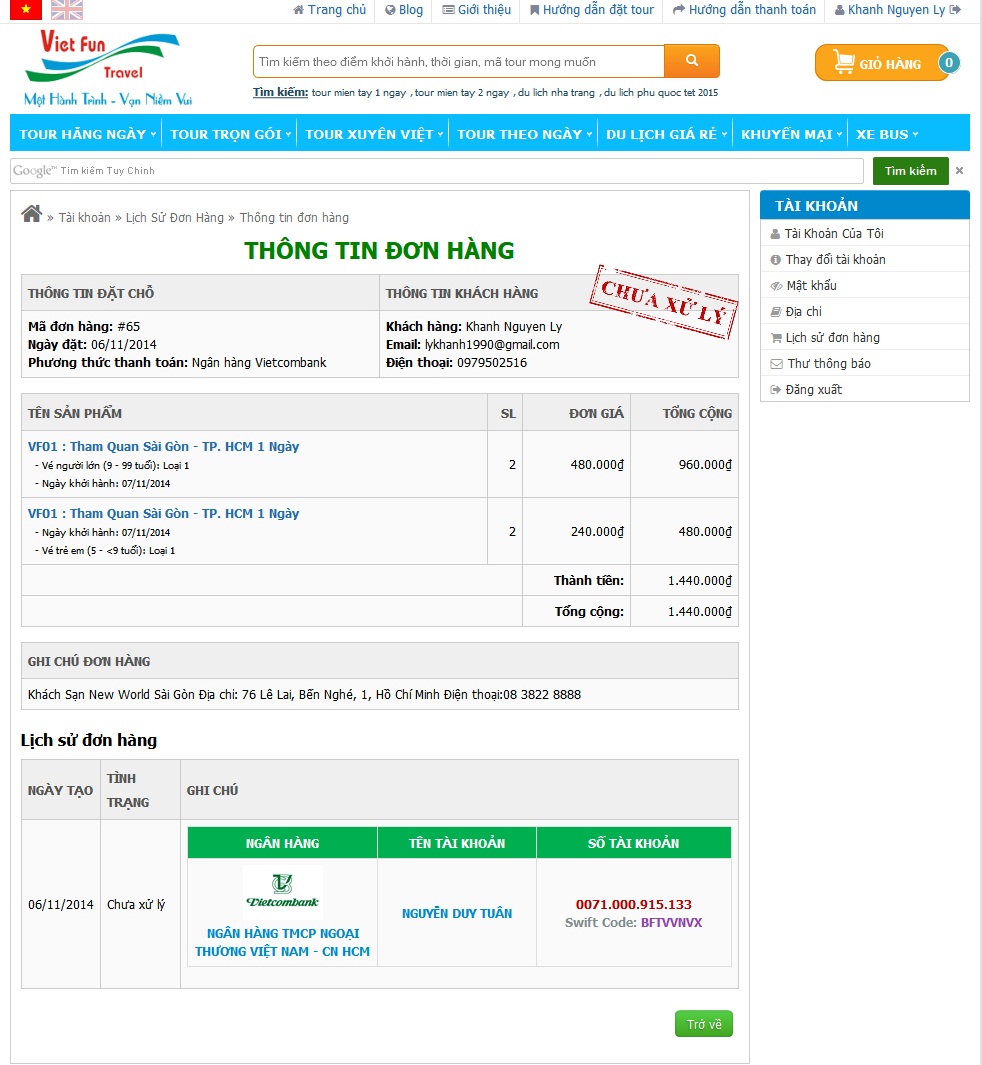 Trang chủ Blog Giới thiệu Hướng dẫn đặt tour Hướng dẫn thanh toán Khanh Nguyen Ly
Viet Fun
Travel
Một Hành Trình - Vạn Niềm Vui
Tìm kiếm theo điểm khởi hành, thời gian, mã tour mong muốn
GIỎ HÀNG 0
Tìm kiếm: tour mien tay 1 ngay , tour mien tay 2 ngay , du lich nha trang , du lich phu quoc tet 2015
TOUR HÀNG NGÀY TOUR TRỌN GÓI TOUR XUYÊN VIỆT TOUR THEO NGÀY DU LỊCH GIÁ RẺ KHUYẾN MẠI XE BUS
Google™ Tìm kiếm Tùy Chỉnh Tìm kiếm ×
» Tài khoản » Lịch Sử Đơn Hàng » Thông tin đơn hàng
THÔNG TIN ĐƠN HÀNG
THÔNG TIN ĐẶT CHỖ THÔNG TIN KHÁCH HÀNG
CHƯA XỬ LÝ
Mã đơn hàng: #65 Khách hàng: Khanh Nguyen Ly
Ngày đặt: 06/11/2014 Email: lykhanh1990@gmail.com
Phương thức thanh toán: Ngân hàng Vietcombank Điện thoại: 0979502516
TÊN SẢN PHẨM SL ĐƠN GIÁ TỔNG CỘNG
VF01 : Tham Quan Sài Gòn - TP. HCM 1 Ngày
- Vé người lớn (9 - 99 tuổi): Loại 1 2 480.000₫ 960.000₫
- Ngày khởi hành: 07/11/2014
VF01 : Tham Quan Sài Gòn - TP. HCM 1 Ngày
- Ngày khởi hành: 07/11/2014 2 240.000₫ 480.000₫
- Vé trẻ em (5 - <9 tuổi): Loại 1
Thành tiền: 1.440.000₫
Tổng cộng: 1.440.000₫
GHI CHÚ ĐƠN HÀNG
Khách Sạn New World Sài Gòn Địa chỉ: 76 Lê Lai, Bến Nghé, 1, Hồ Chí Minh Điện thoại:08 3822 8888
Lịch sử đơn hàng
NGÀY TẠO TÌNH TRẠNG GHI CHÚ
NGÂN HÀNG TÊN TÀI KHOẢN SỐ TÀI KHOẢN
06/11/2014 Chưa xử lý
Vietcombank
NGÂN HÀNG TMCP NGOẠI
THƯƠNG VIỆT NAM - CN HCM
NGUYỄN DUY TUÂN
0071.000.915.133
Swift Code: BFTVVNVX
Trở về
TÀI KHOẢN
Tài Khoản Của Tôi
Thay đổi tài khoản
Mật khẩu
Địa chỉ
Lịch sử đơn hàng
Thư thông báo
Đăng xuất